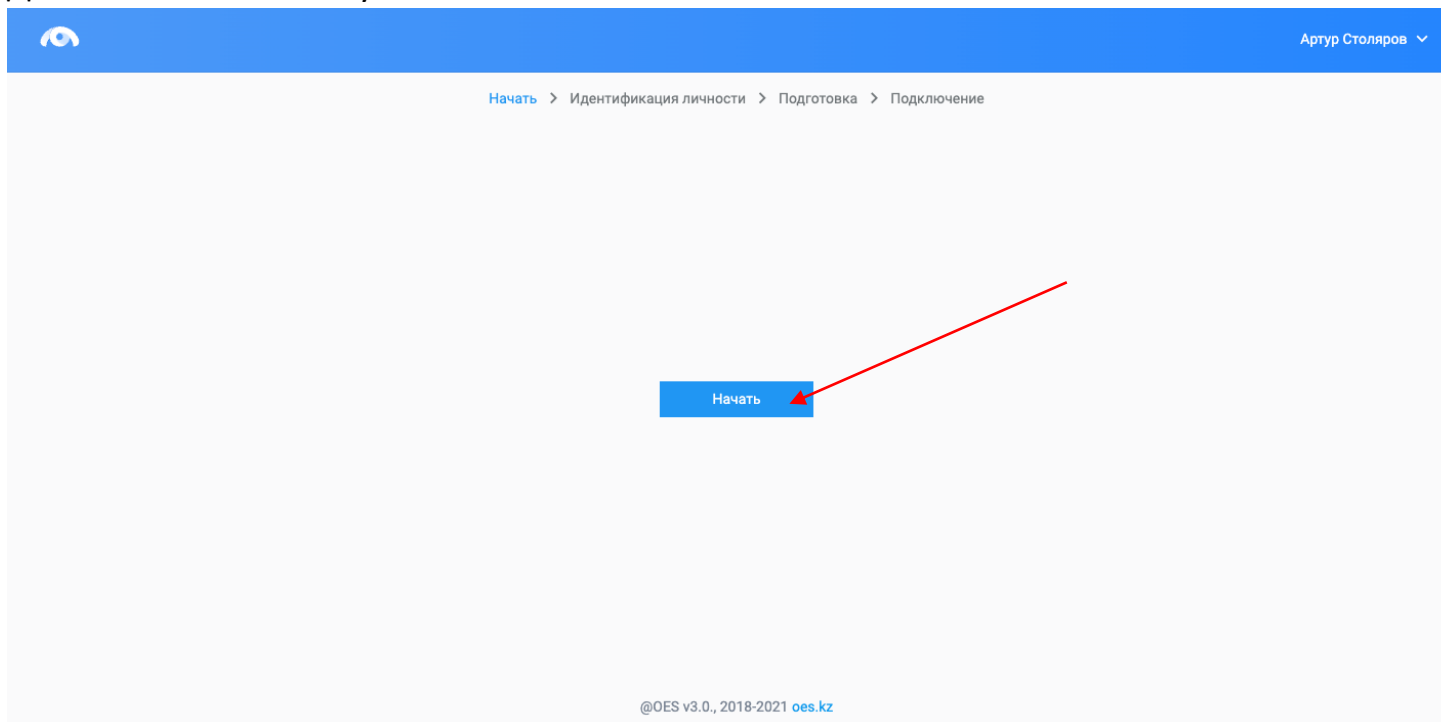 Артур Столяров
Начать > Идентификация личности > Подготовка > Подключение
Начать
@OES v3.0., 2018-2021 oes.kz